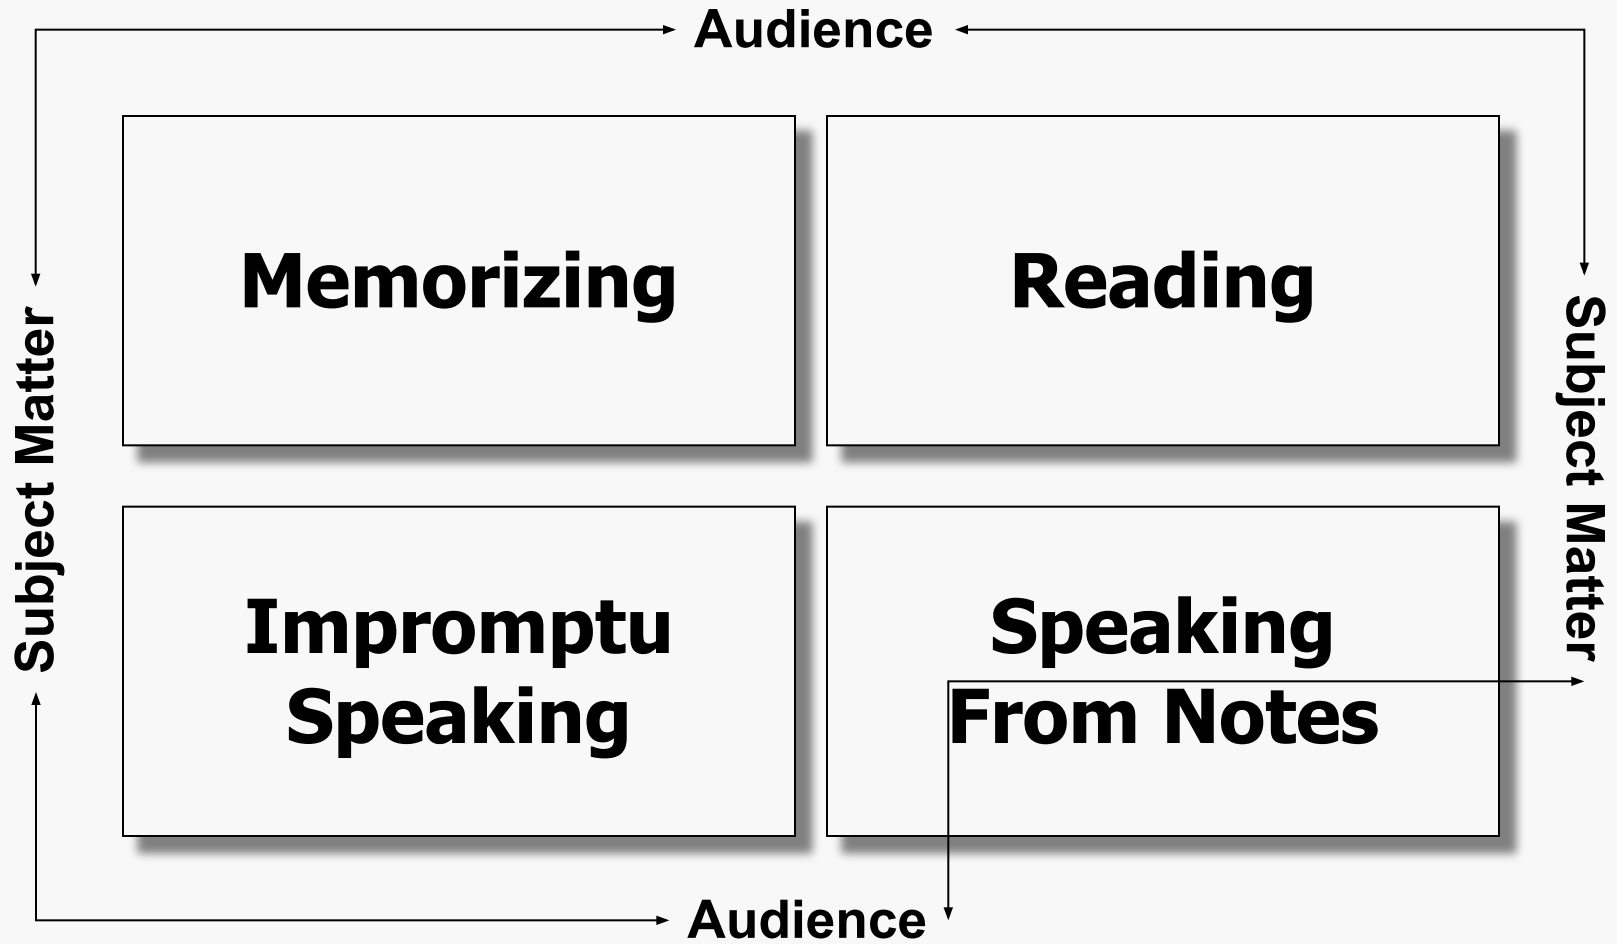 Audience
Memorizing
Reading
Subject Matter
Subject Matter
Impromptu
Speaking
Speaking
From Notes
Audience